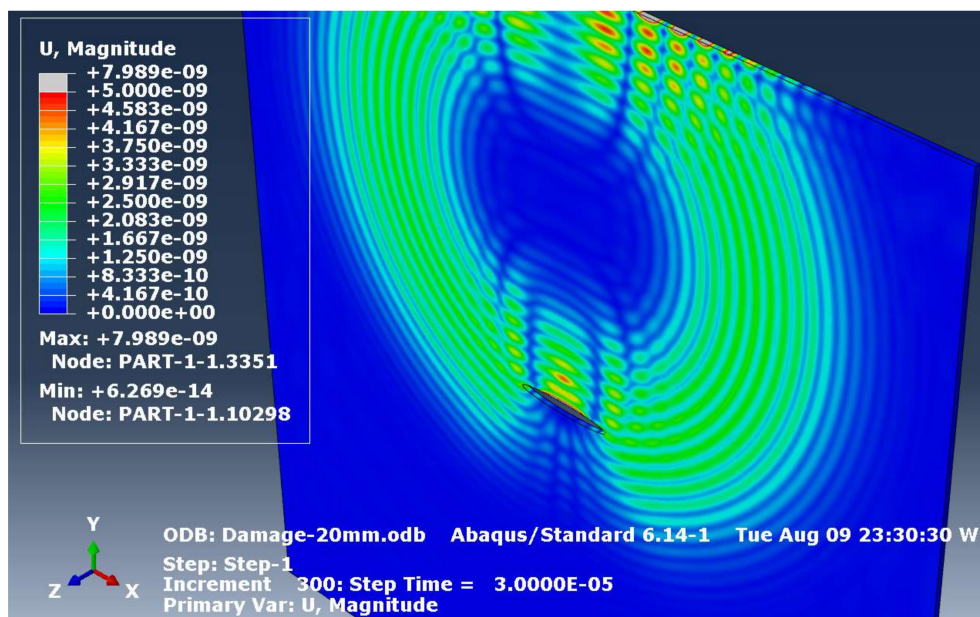 U, Magnitude
+7.989e-09
+5.000e-09
+4.583e-09
+4.167e-09
+3.750e-09
+3.333e-09
+2.917e-09
+2.500e-09
+2.083e-09
+1.667e-09
+1.250e-09
+8.333e-10
+4.167e-10
+0.000e+00
Max: +7.989e-09
Node: PART-1-1.3351
Min: +6.269e-14
Node: PART-1-1.10298
Y
Z X
ODB: Damage-20mm.odb Abaqus/Standard 6.14-1 Tue Aug 09 23:30:30 W
Step: Step-1
Increment 300: Step Time = 3.0000E-05
Primary Var: U, Magnitude